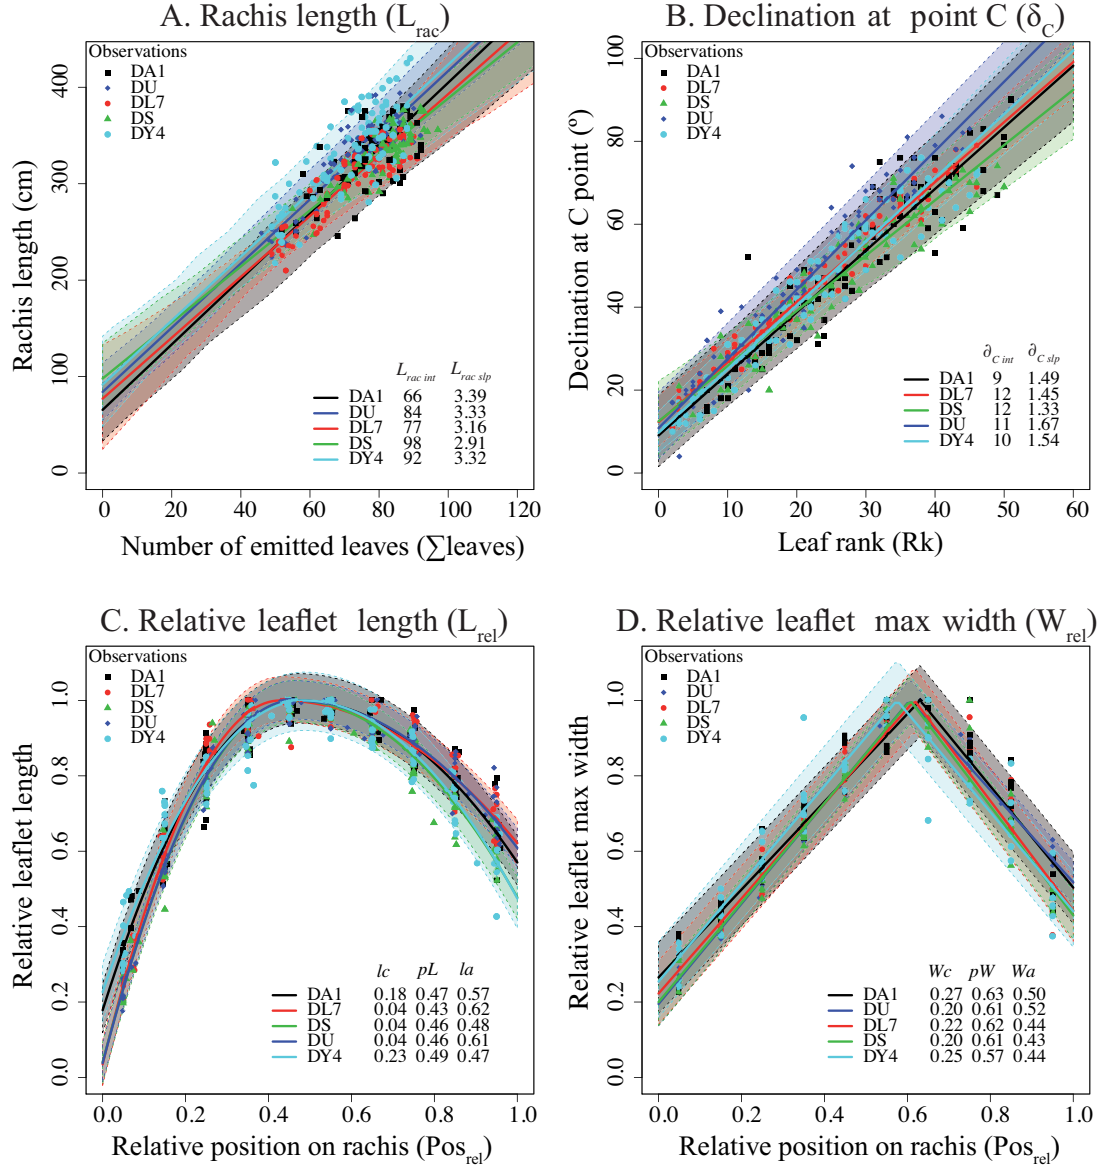 A. Rachis length (L_rac)
Observations
DA1
DU
DL7
DS
DY4
Rachis length (cm)
0
100
200
300
400
L_rac int L_rac slp
DA1 66 3.39
DU 84 3.33
DL7 77 3.16
DS 98 2.91
DY4 92 3.32
0 20 40 60 80 100 120
Number of emitted leaves (∑leaves)
B. Declination at point C (δ_C)
Observations
DA1
DL7
DS
DU
DY4
Declination at C point (°)
0
20
40
60
80
100
∂_C int ∂_C slp
DA1 9 1.49
DL7 12 1.45
DS 12 1.33
DU 11 1.67
DY4 10 1.54
0 10 20 30 40 50 60
Leaf rank (Rk)
C. Relative leaflet length (L_rel)
Observations
DA1
DL7
DS
DU
DY4
Relative leaflet length
0.0
0.2
0.4
0.6
0.8
1.0
lc pL la
DA1 0.18 0.47 0.57
DL7 0.04 0.43 0.62
DS 0.04 0.46 0.48
DU 0.04 0.46 0.61
DY4 0.23 0.49 0.47
0.0 0.2 0.4 0.6 0.8 1.0
Relative position on rachis (Pos_rel)
D. Relative leaflet max width (W_rel)
Observations
DA1
DU
DL7
DS
DY4
Relative leaflet max width
0.0
0.2
0.4
0.6
0.8
1.0
Wc pW Wa
DA1 0.27 0.63 0.50
DU 0.20 0.61 0.52
DL7 0.22 0.62 0.44
DS 0.20 0.61 0.43
DY4 0.25 0.57 0.44
0.0 0.2 0.4 0.6 0.8 1.0
Relative position on rachis (Pos_rel)